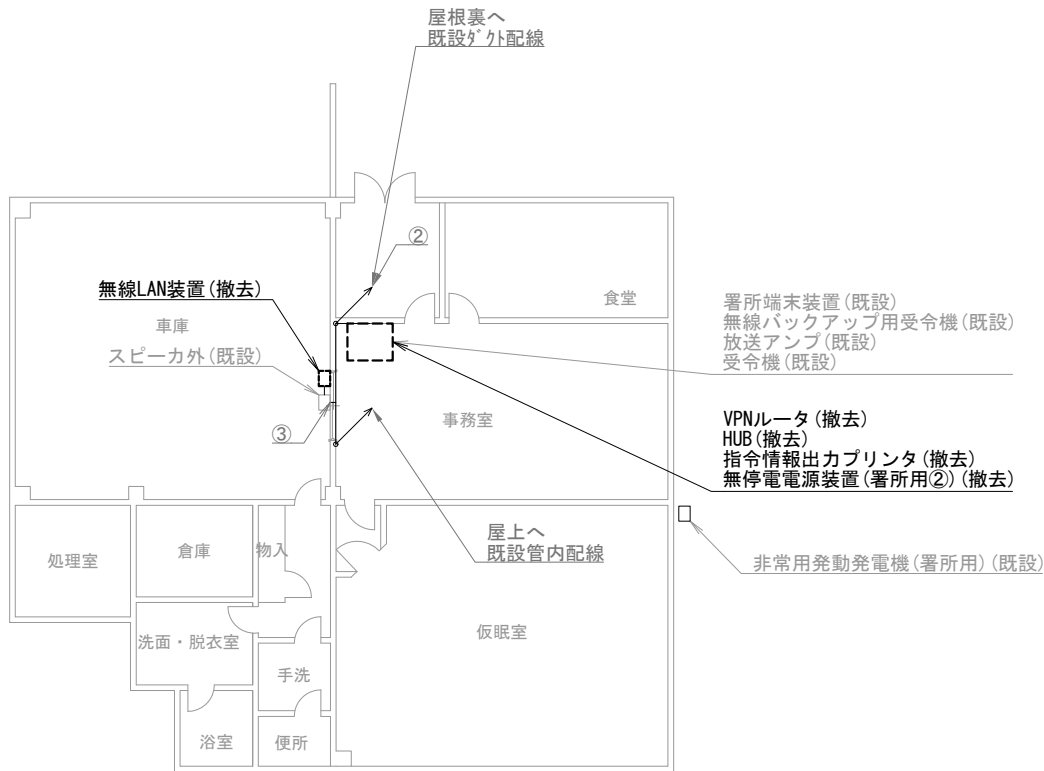 屋根裏へ
既設ﾀﾞｸﾄ配線
②
無線LAN装置(撤去)
車庫
スピーカ外(既設)
③
食堂
署所端末装置(既設)
無線バックアップ用受令機(既設)
放送アンプ(既設)
受令機(既設)
事務室
VPNルータ(撤去)
HUB(撤去)
指令情報出力プリンタ(撤去)
無停電電源装置(署所用②)(撤去)
屋上へ
既設管内配線
非常用発動発電機(署所用)(既設)
処理室
倉庫
物入
洗面・脱衣室
仮眠室
手洗
浴室
便所